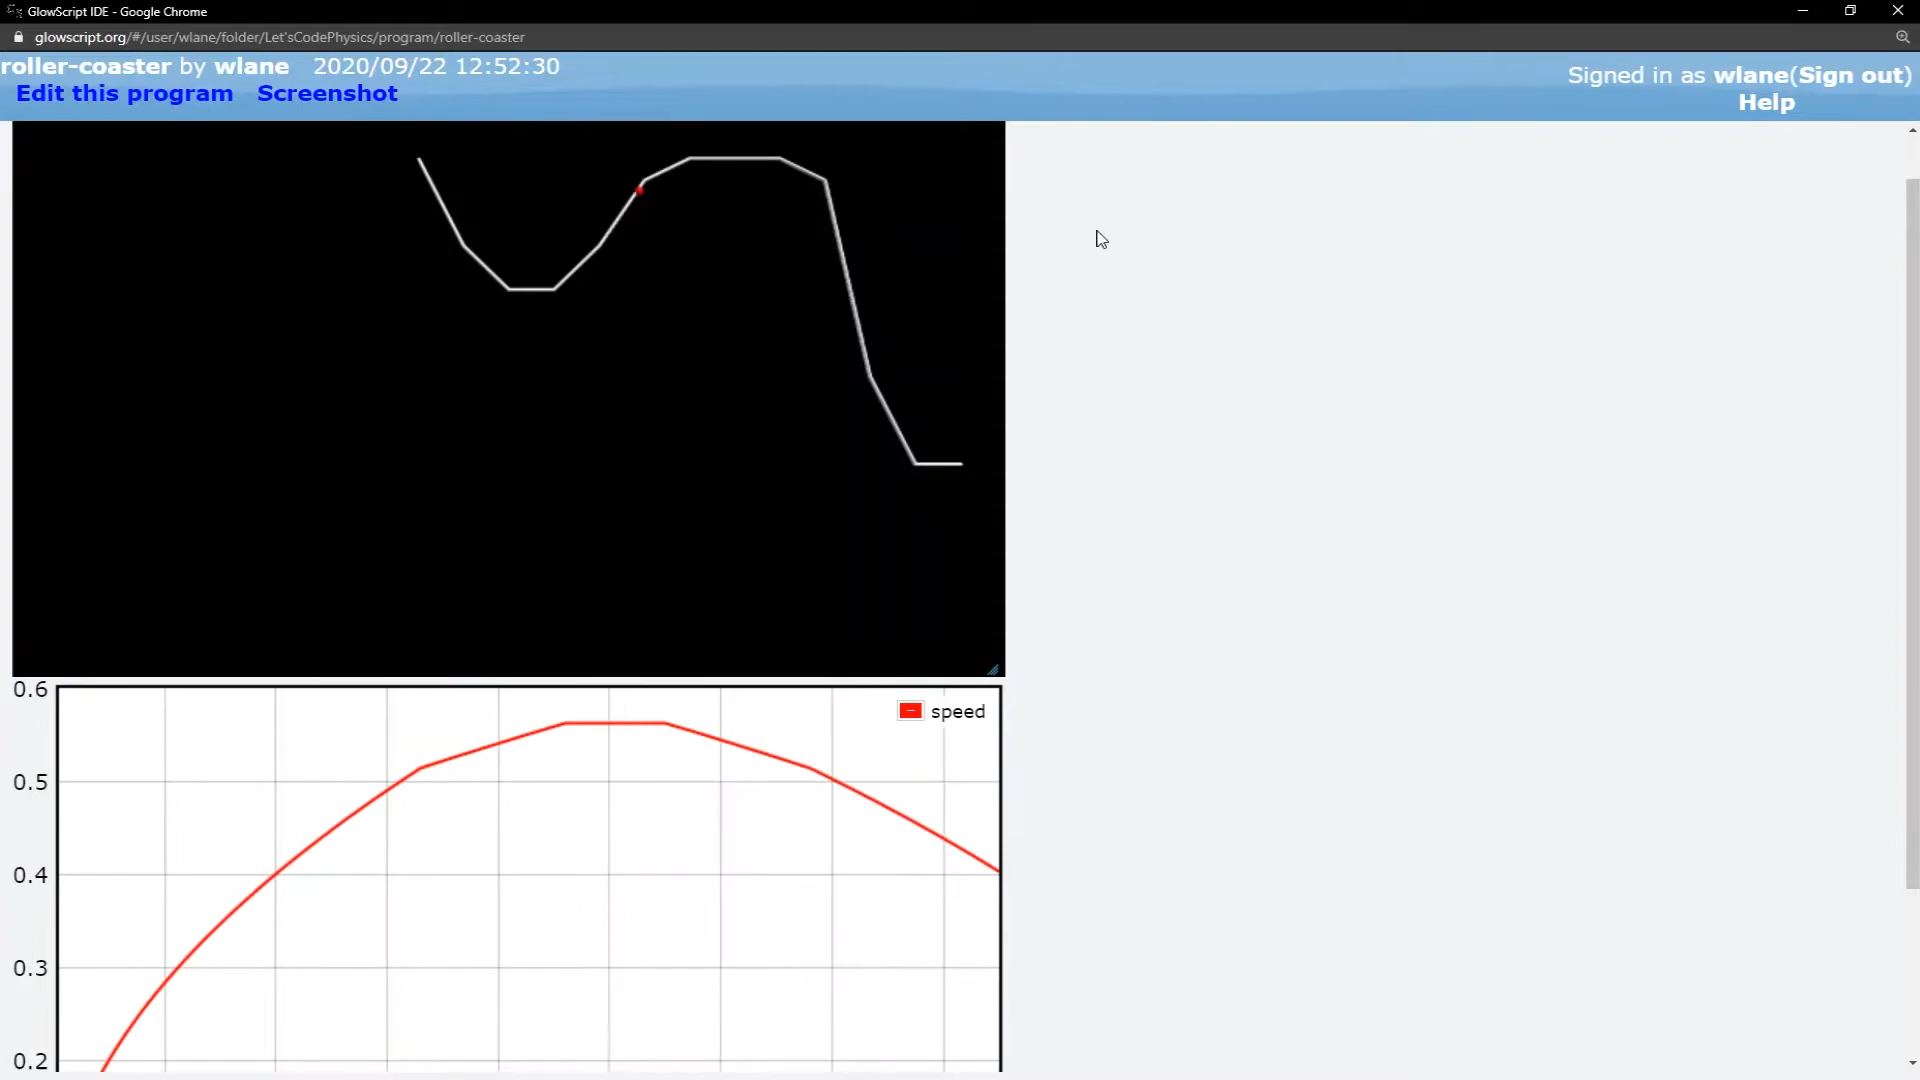 GlowScript IDE - Google Chrome
glowscript.org/#/user/wlane/folder/Let'sCodePhysics/program/roller-coaster
roller-coaster by wlane 2020/09/22 12:52:30
Signed in as wlane(Sign out)
Edit this program Screenshot
Help
0.6
speed
0.5
0.4
0.3
0.2